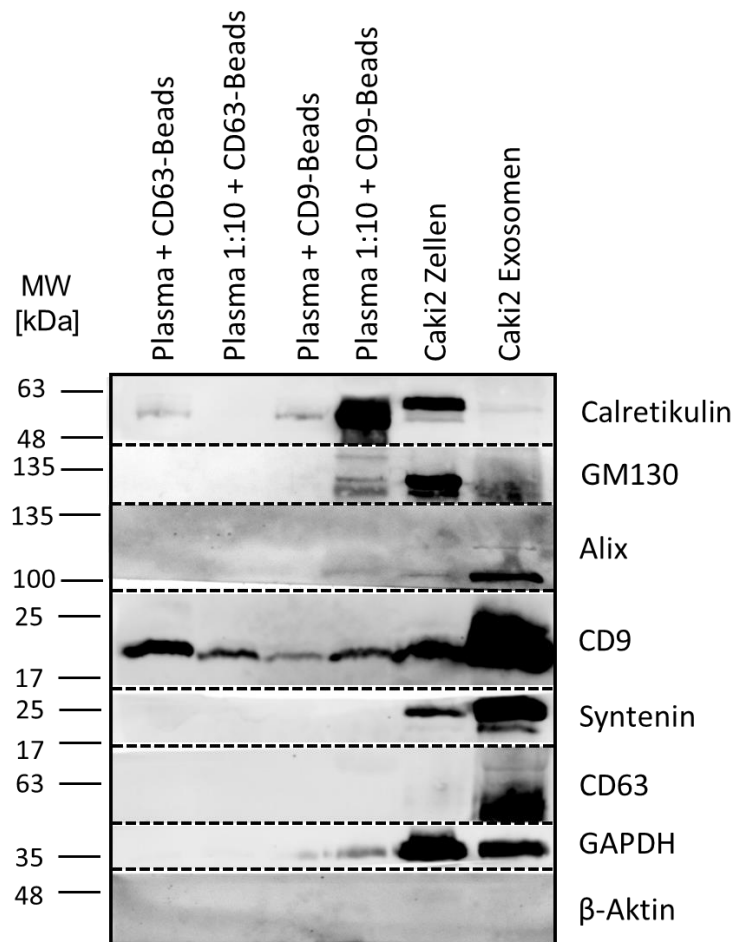 Plasma + CD63-Beads
Plasma 1:10 + CD63-Beads
Plasma + CD9-Beads
Plasma 1:10 + CD9-Beads
Caki2 Zellen
Caki2 Exosomen
MW
[kDa]
63
48
Calretikulin
135
GM130
135
100
Alix
25
17
CD9
25
17
Syntenin
63
CD63
35
GAPDH
48
β-Aktin